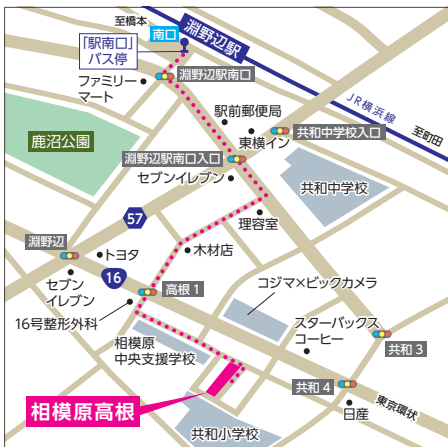 至橋本
「駅南口」
バス停
南口
淵野辺駅
ファミリー
マート
淵野辺駅南口
JR横浜線
至町田
駅前郵便局
東横イン
共和中学校入口
鹿沼公園
淵野辺駅南口入口
セブンイレブン
共和中学校
理容室
57
淵野辺
トヨタ
木材店
16
セブン
イレブン
高根1
コジマ×ビックカメラ
16号整形外科
相模原
中央支援学校
スターバックス
コーヒー
共和3
共和4
東京環状
相模原高根
日産
共和小学校